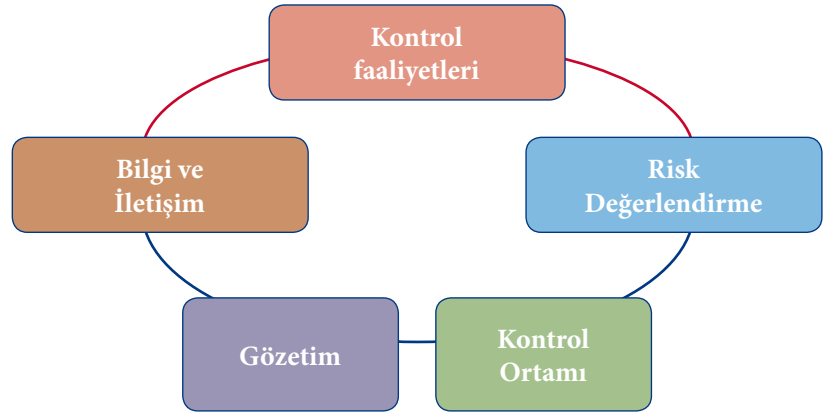 Kontrol
faaliyetleri
Bilgi ve
İletişim
Risk
Değerlendirme
Gözetim
Kontrol
Ortamı